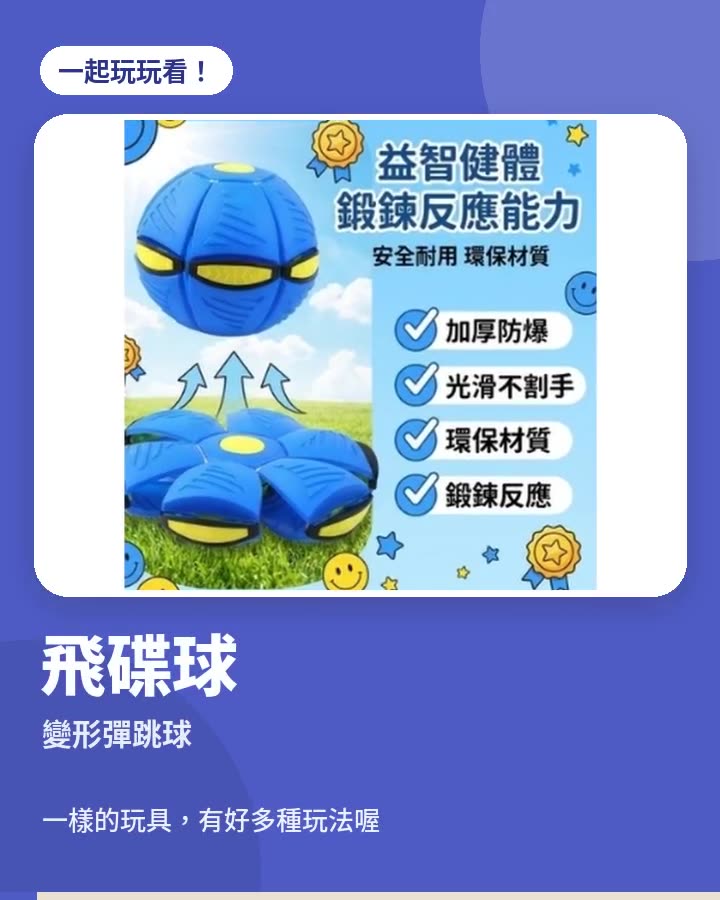 一起玩玩看！
益智健體
鍛鍊反應能力
安全耐用 環保材質
加厚防爆
光滑不割手
環保材質
鍛鍊反應
飛碟球
變形彈跳球
一樣的玩具，有好多種玩法喔